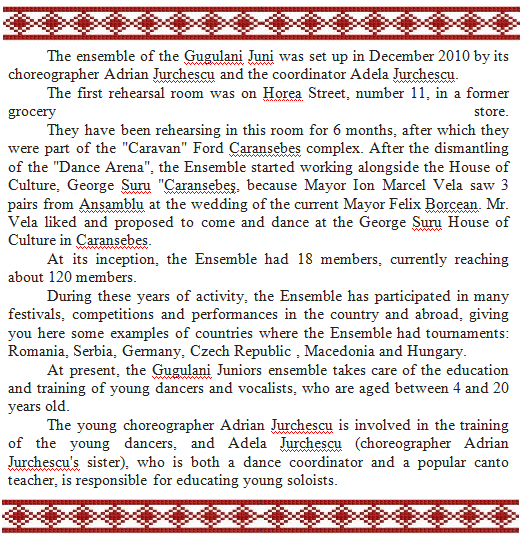 The ensemble of the Gugulani Juni was set up in December 2010 by its
choreographer Adrian Jurchescu and the coordinator Adela Jurchescu.
The first rehearsal room was on Horea Street, number 11, in a former
grocery store.
They have been rehearsing in this room for 6 months, after which they
were part of the "Caravan" Ford Caransebes complex. After the dismantling
of the "Dance Arena", the Ensemble started working alongside the House of
Culture, George Suru "Caransebeş, because Mayor Ion Marcel Vela saw 3
pairs from Ansamblu at the wedding of the current Mayor Felix Borcean. Mr.
Vela liked and proposed to come and dance at the George Suru House of
Culture in Caransebes.
At its inception, the Ensemble had 18 members, currently reaching
about 120 members.
During these years of activity, the Ensemble has participated in many
festivals, competitions and performances in the country and abroad, giving
you here some examples of countries where the Ensemble had tournaments:
Romania, Serbia, Germany, Czech Republic , Macedonia and Hungary.
At present, the Gugulani Juniors ensemble takes care of the education
and training of young dancers and vocalists, who are aged between 4 and 20
years old.
The young choreographer Adrian Jurchescu is involved in the training
of the young dancers, and Adela Jurchescu (choreographer Adrian
Jurchescu's sister), who is both a dance coordinator and a popular canto
teacher, is responsible for educating young soloists.